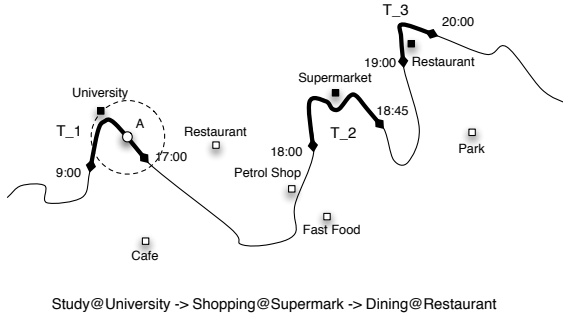 T_3
20:00
19:00
Restaurant
University
Supermarket
T_1
A
Restaurant
18:45
T_2
17:00
18:00
Park
9:00
Petrol Shop
Fast Food
Cafe
Study@University -> Shopping@Supermark -> Dining@Restaurant